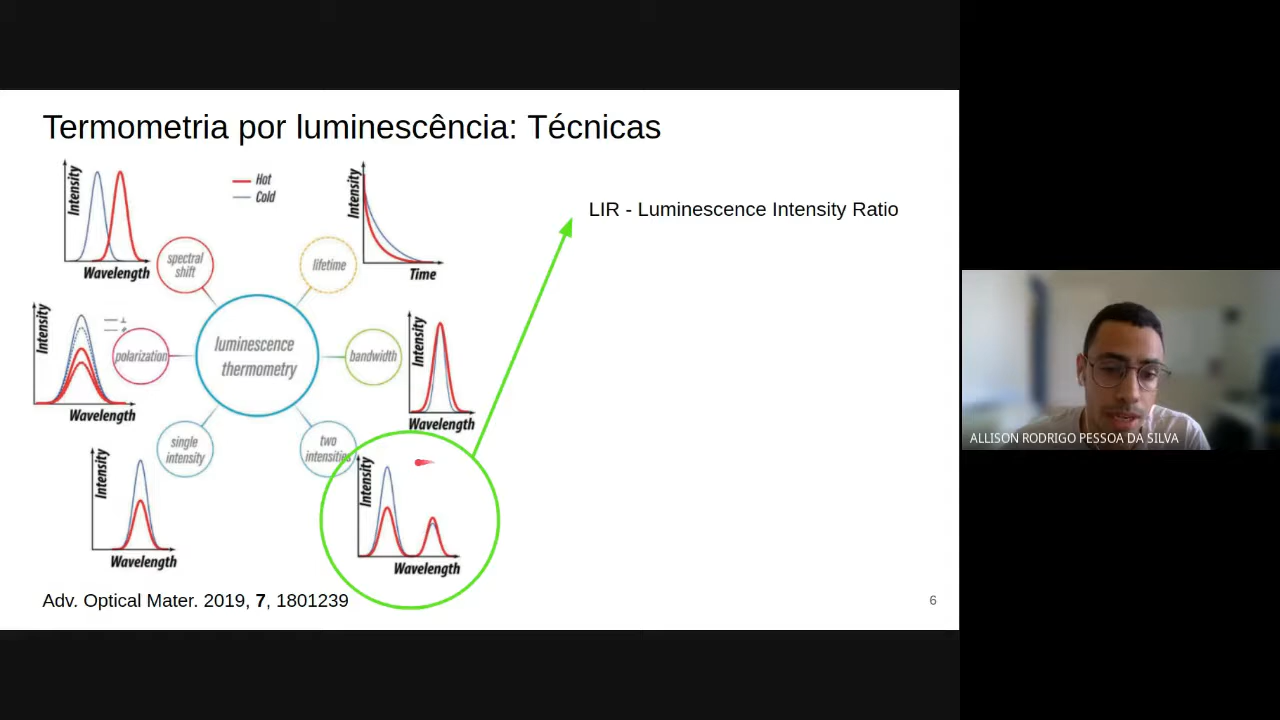 Termometria por luminescência: Técnicas
Intensity
Wavelength
Hot
Cold
Intensity
Time
LIR - Luminescence Intensity Ratio
spectral
shift
lifetime
Intensity
Wavelength
polarization
luminescence
thermometry
bandwidth
Intensity
Wavelength
single
intensity
two
intensities
Intensity
Wavelength
Intensity
Wavelength
Adv. Optical Mater. 2019, 7, 1801239
6
ALLISON RODRIGO PESSOA DA SILVA